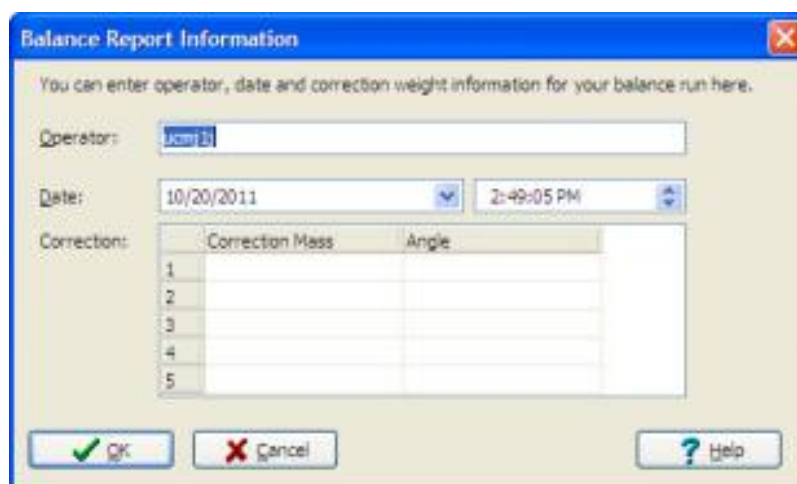 Balance Report Information
You can enter operator, date and correction weight information for your balance run here.
Operator:
Date: 10/20/2011 2:49:05 PM
Correction: Correction Mass Angle
1
2
3
4
5
OK Cancel Help